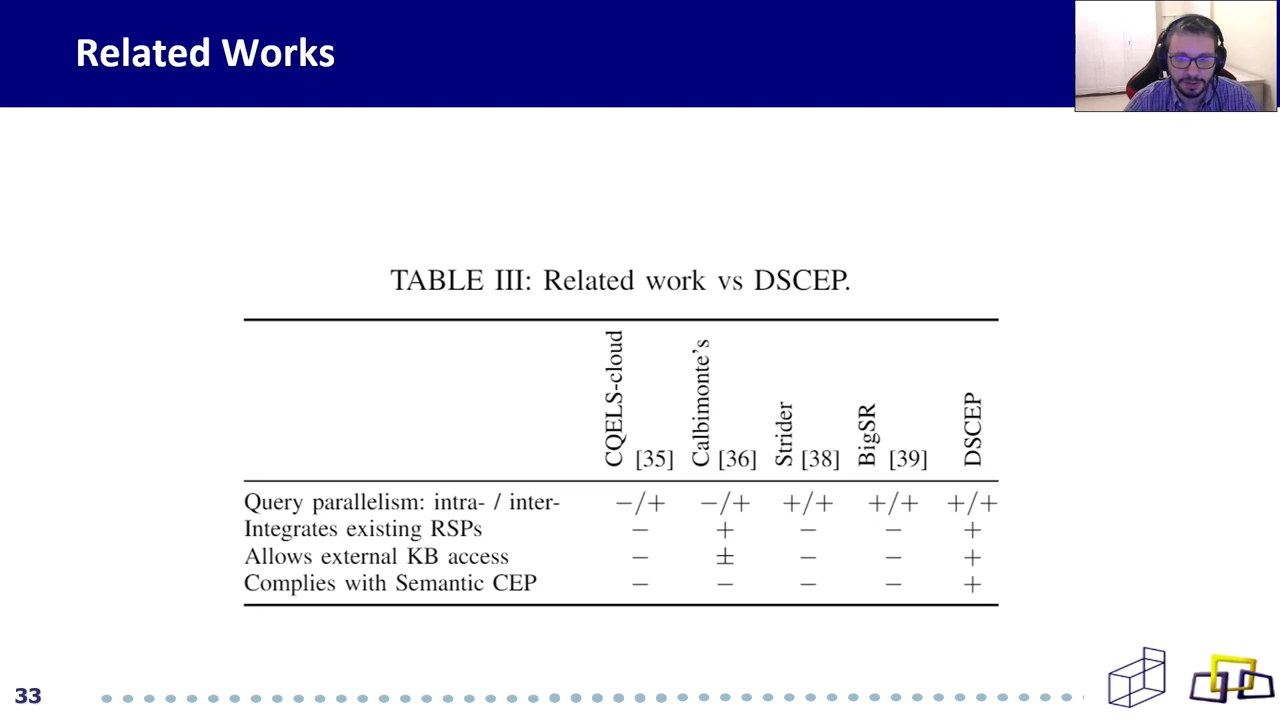 Related Works
TABLE III: Related work vs DSCEP.
CQELS-cloud [35] Calbimonte's [36] Strider [38] BigSR [39] DSCEP
Query parallelism: intra- / inter- −/+ −/+ +/+ +/+ +/+
Integrates existing RSPs − + − − +
Allows external KB access − ± − − +
Complies with Semantic CEP − − − − +
33